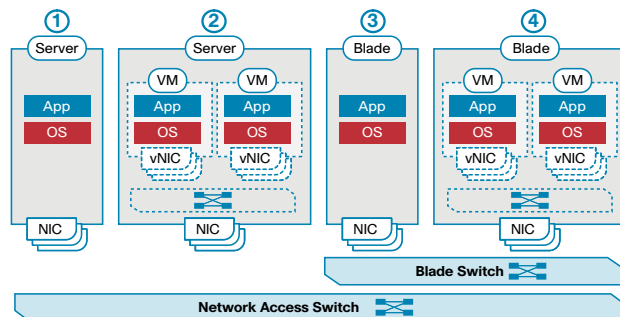 1 2 3 4
Server Server Blade Blade
VM VM VM VM
App App App App App App
OS OS OS OS OS OS
vNIC vNIC vNIC vNIC
NIC NIC NIC NIC
Blade Switch
Network Access Switch